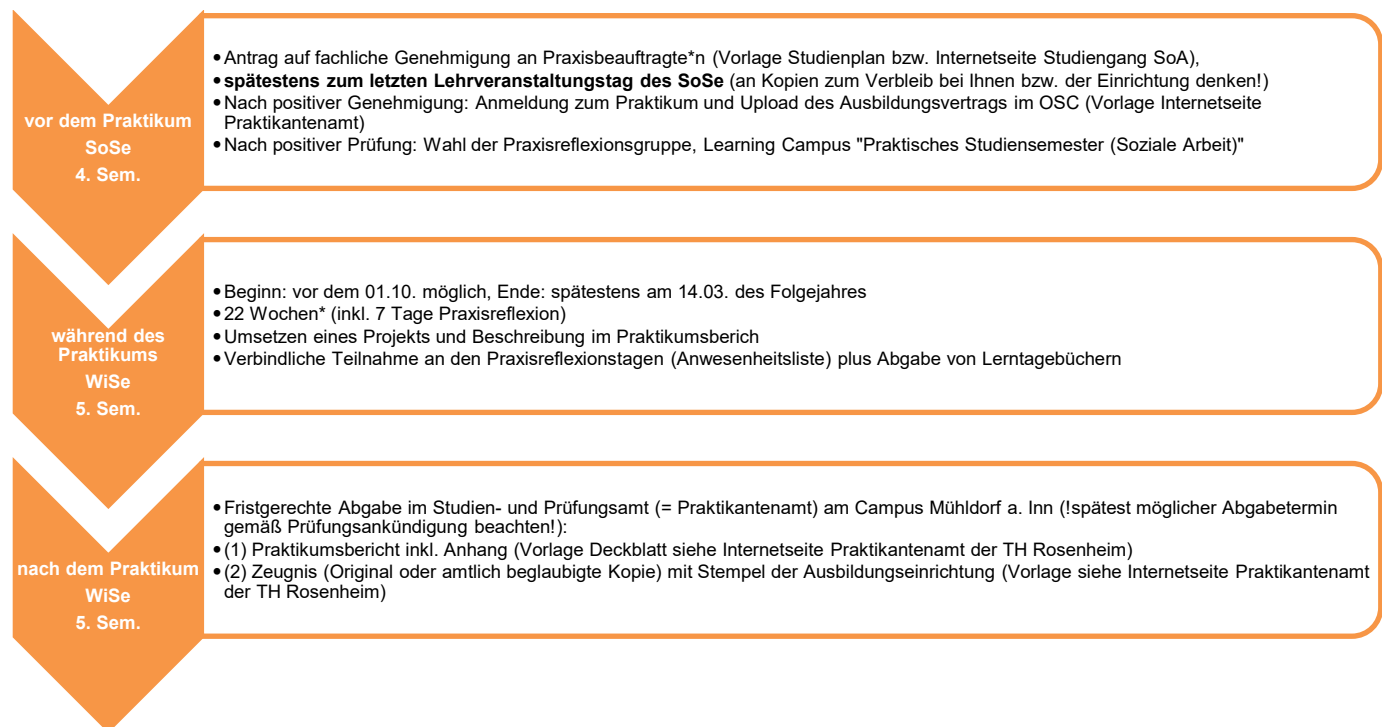 vor dem Praktikum
SoSe
4. Sem.
•Antrag auf fachliche Genehmigung an Praxisbeauftragte*n (Vorlage Studienplan bzw. Internetseite Studiengang SoA),
•spätestens zum letzten Lehrveranstaltungstag des SoSe (an Kopien zum Verbleib bei Ihnen bzw. der Einrichtung denken!)
•Nach positiver Genehmigung: Anmeldung zum Praktikum und Upload des Ausbildungsvertrags im OSC (Vorlage Internetseite
Praktikantenamt)
•Nach positiver Prüfung: Wahl der Praxisreflexionsgruppe, Learning Campus "Praktisches Studiensemester (Soziale Arbeit)"
während des
Praktikums
WiSe
5. Sem.
•Beginn: vor dem 01.10. möglich, Ende: spätestens am 14.03. des Folgejahres
•22 Wochen* (inkl. 7 Tage Praxisreflexion)
•Umsetzen eines Projekts und Beschreibung im Praktikumsberich
•Verbindliche Teilnahme an den Praxisreflexionstagen (Anwesenheitsliste) plus Abgabe von Lerntagebüchern
nach dem Praktikum
WiSe
5. Sem.
•Fristgerechte Abgabe im Studien- und Prüfungsamt (= Praktikantenamt) am Campus Mühldorf a. Inn (!spätest möglicher Abgabetermin
gemäß Prüfungsankündigung beachten!):
•(1) Praktikumsbericht inkl. Anhang (Vorlage Deckblatt siehe Internetseite Praktikantenamt der TH Rosenheim)
•(2) Zeugnis (Original oder amtlich beglaubigte Kopie) mit Stempel der Ausbildungseinrichtung (Vorlage siehe Internetseite Praktikantenamt
der TH Rosenheim)